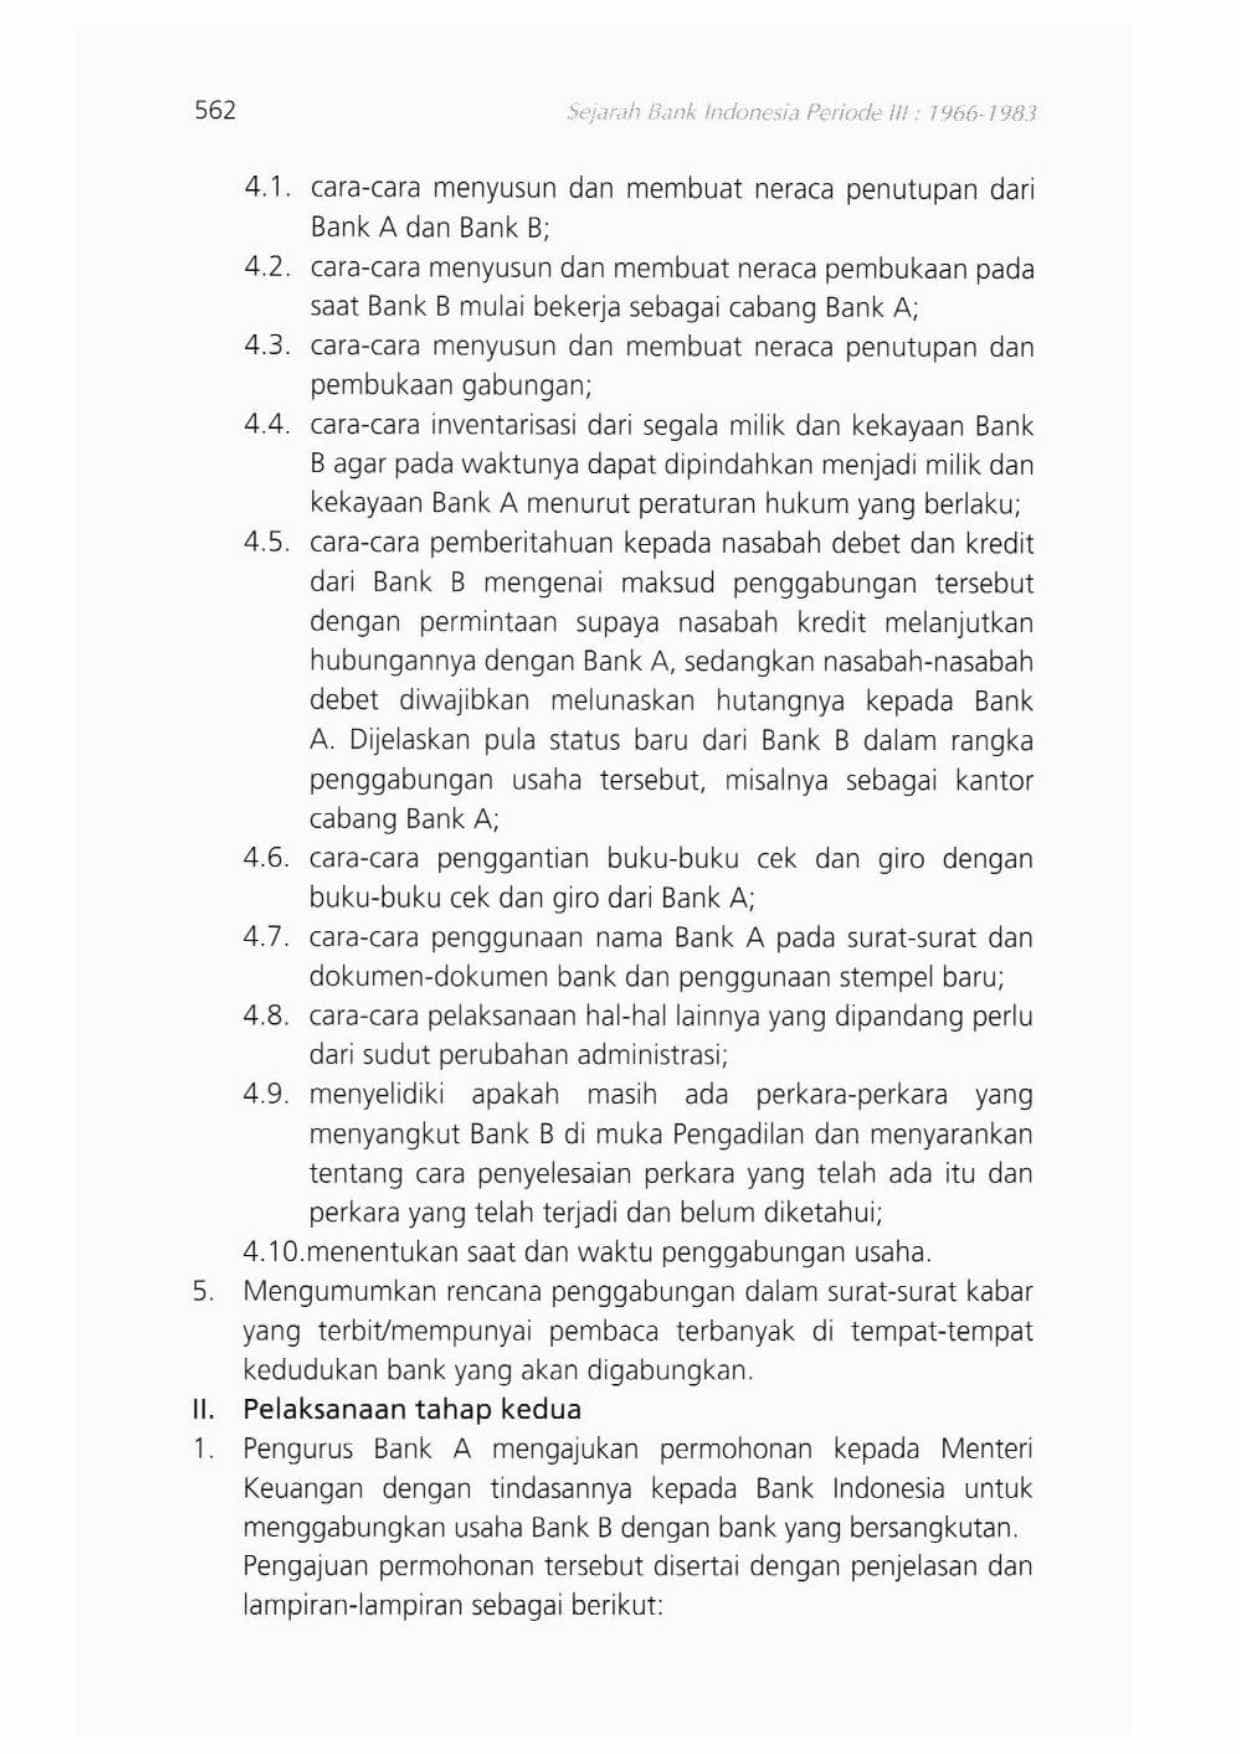 562
Sejarah Bank Indonesia Periode III : 1966-1983
4.1. cara-cara menyusun dan membuat neraca penutupan dari
Bank A dan Bank B;
4.2. cara-cara menyusun dan membuat neraca pembukaan pada
saat Bank B mulai bekerja sebagai cabang Bank A;
4.3. cara-cara menyusun dan membuat neraca penutupan dan
pembukaan gabungan;
4.4. cara-cara inventarisasi dari segala milik dan kekayaan Bank
B agar pada waktunya dapat dipindahkan menjadi milik dan
kekayaan Bank A menurut peraturan hukum yang berlaku;
4.5. cara-cara pemberitahuan kepada nasabah debet dan kredit
dari Bank B mengenai maksud penggabungan tersebut
dengan permintaan supaya nasabah kredit melanjutkan
hubungannya dengan Bank A, sedangkan nasabah-nasabah
debet diwajibkan melunaskan hutangnya kepada Bank
A. Dijelaskan pula status baru dari Bank B dalam rangka
penggabungan usaha tersebut, misalnya sebagai kantor
cabang Bank A;
4.6. cara-cara penggantian buku-buku cek dan giro dengan
buku-buku cek dan giro dari Bank A;
4.7. cara-cara penggunaan nama Bank A pada surat-surat dan
dokumen-dokumen bank dan penggunaan stempel baru;
4.8. cara-cara pelaksanaan hal-hal lainnya yang dipandang perlu
dari sudut perubahan administrasi;
4.9. menyelidiki apakah masih ada perkara-perkara yang
menyangkut Bank B di muka Pengadilan dan menyarankan
tentang cara penyelesaian perkara yang telah ada itu dan
perkara yang telah terjadi dan belum diketahui;
4.10.menentukan saat dan waktu penggabungan usaha.
5. Mengumumkan rencana penggabungan dalam surat-surat kabar
yang terbit/mempunyai pembaca terbanyak di tempat-tempat
kedudukan bank yang akan digabungkan.
II. Pelaksanaan tahap kedua
1. Pengurus Bank A mengajukan permohonan kepada Menteri
Keuangan dengan tindasannya kepada Bank Indonesia untuk
menggabungkan usaha Bank B dengan bank yang bersangkutan.
Pengajuan permohonan tersebut disertai dengan penjelasan dan
lampiran-lampiran sebagai berikut: